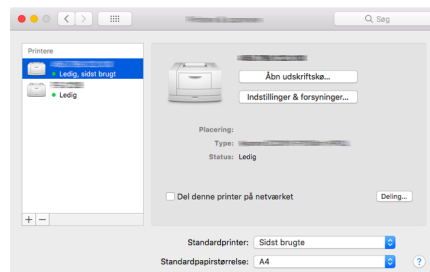 Søg
Printere
Ledig, sidst brugt
Ledig
Åbn udskriftskø...
Indstillinger & forsyninger...
Placering:
Type:
Status: Ledig
Del denne printer på netværket
Deling...
+ −
Standardprinter: Sidst brugte
Standardpapirstørrelse: A4
?